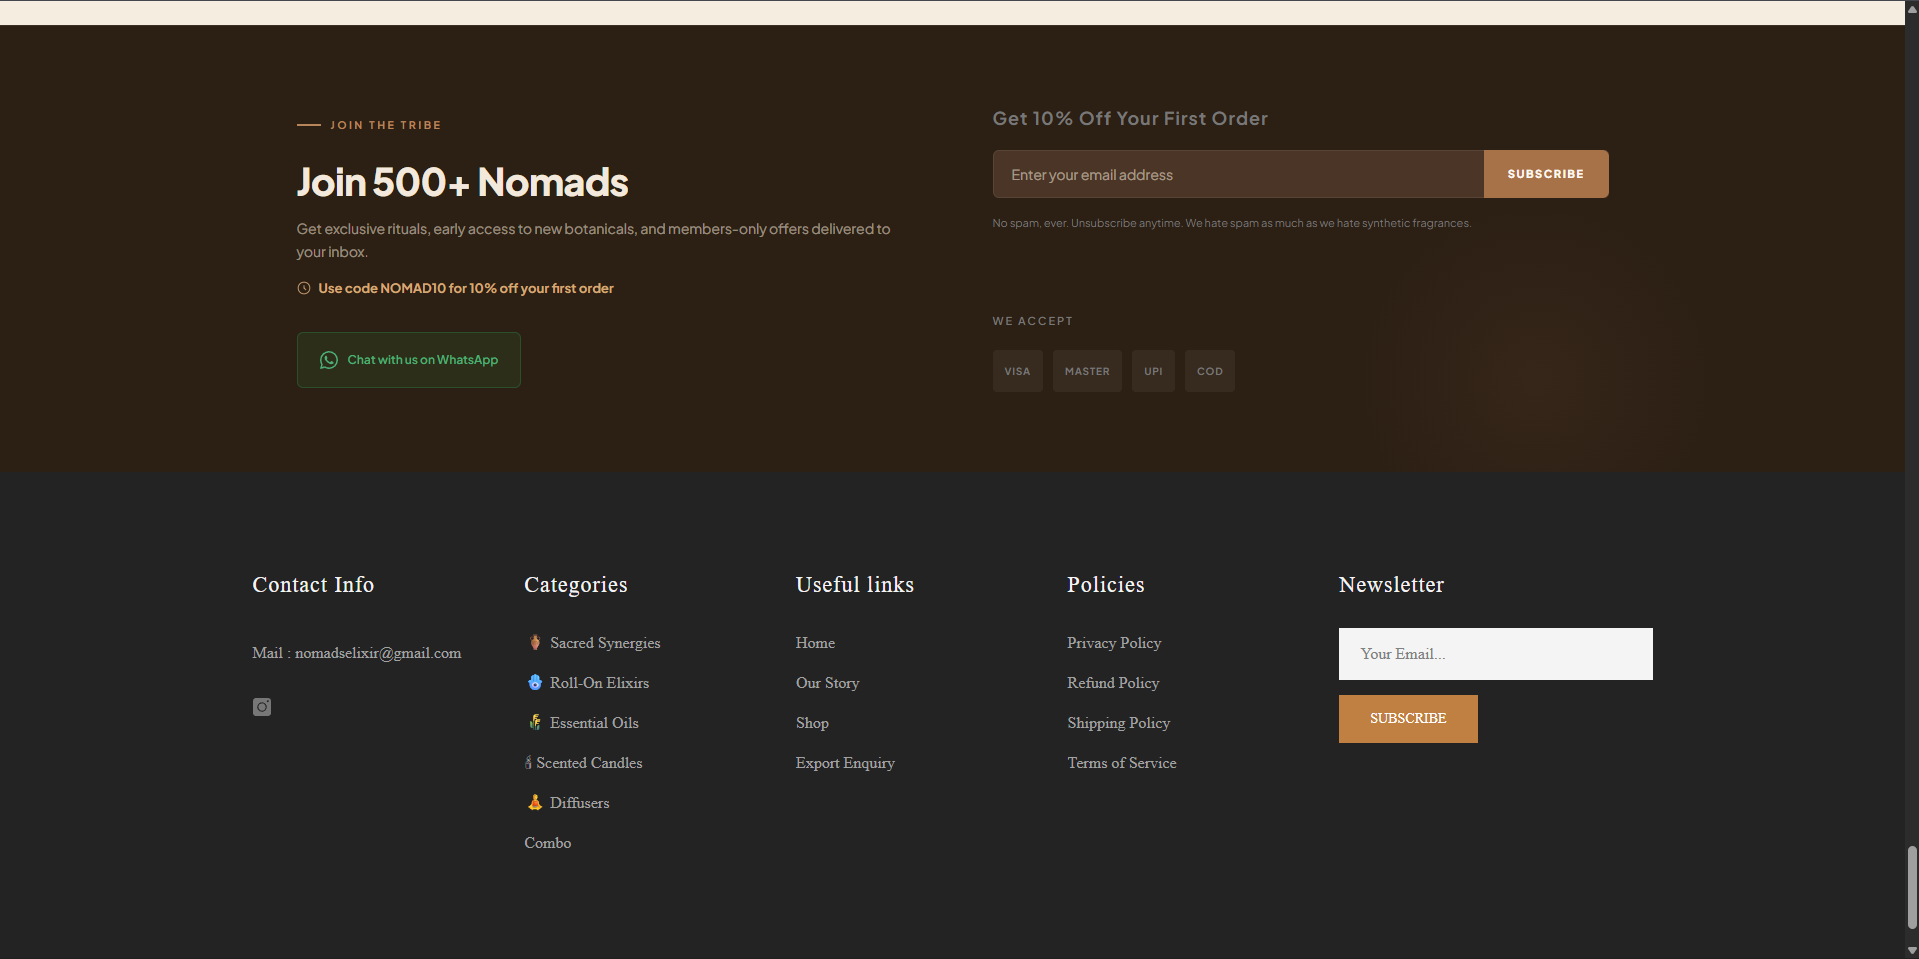 JOIN THE TRIBE
Join 500+ Nomads
Get exclusive rituals, early access to new botanicals, and members-only offers delivered to
your inbox.
Use code NOMAD10 for 10% off your first order
Chat with us on WhatsApp
Get 10% Off Your First Order
Enter your email address
SUBSCRIBE
No spam, ever. Unsubscribe anytime. We hate spam as much as we hate synthetic fragrances.
WE ACCEPT
VISA
MASTER
UPI
COD
Contact Info
Mail : nomadselixir@gmail.com
Categories
Sacred Synergies
Roll-On Elixirs
Essential Oils
Scented Candles
Diffusers
Combo
Useful links
Home
Our Story
Shop
Export Enquiry
Policies
Privacy Policy
Refund Policy
Shipping Policy
Terms of Service
Newsletter
Your Email...
SUBSCRIBE